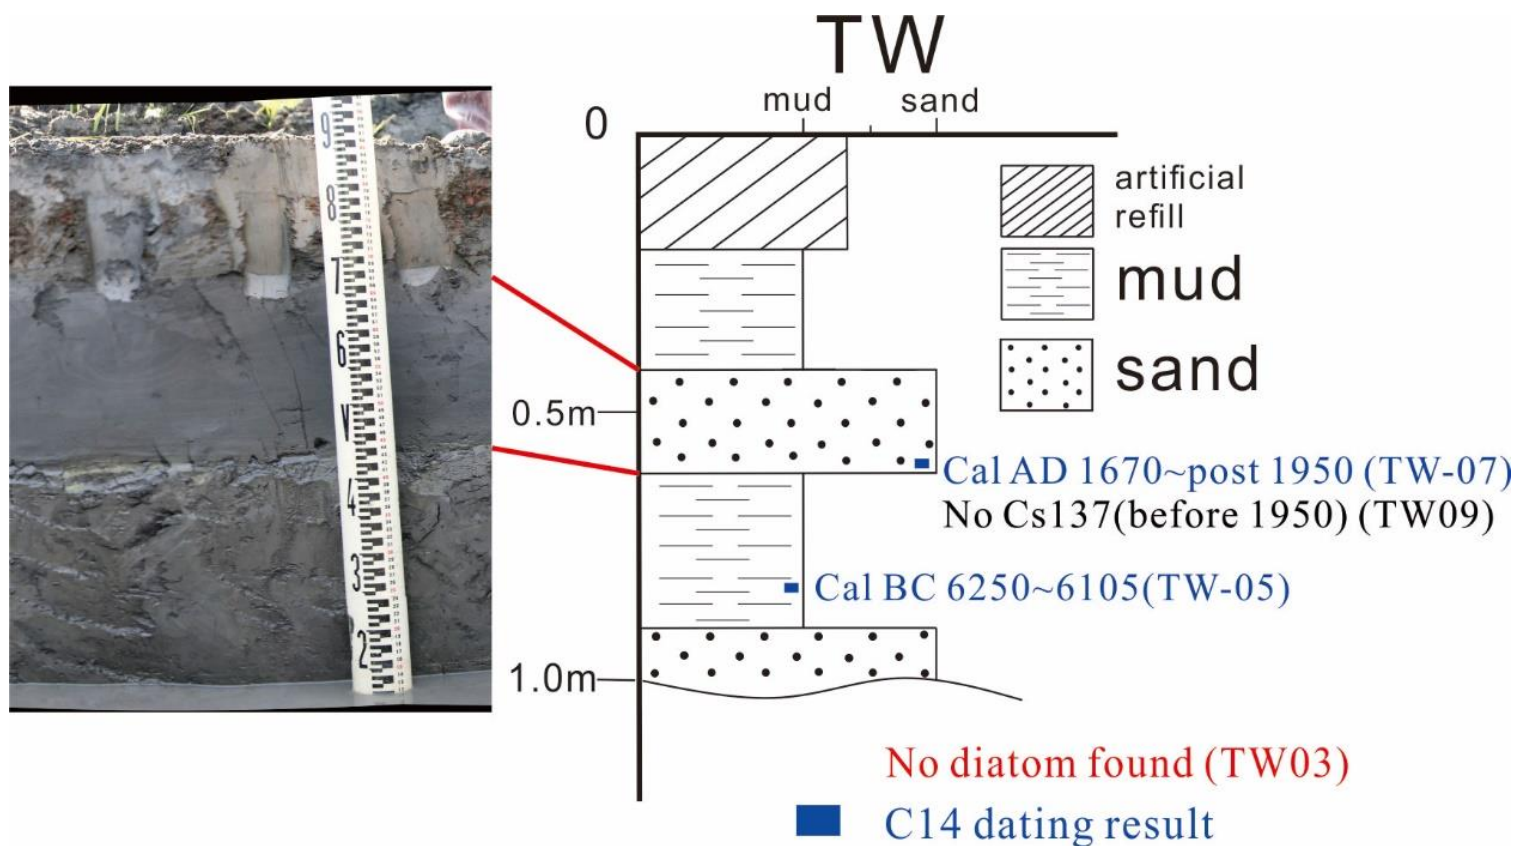 TW
mud sand
0
artificial
refill
mud
sand
0.5m
Cal AD 1670~post 1950 (TW-07)
No Cs137(before 1950) (TW09)
Cal BC 6250~6105(TW-05)
1.0m
No diatom found (TW03)
C14 dating result
9
8
7
6
4
3
2